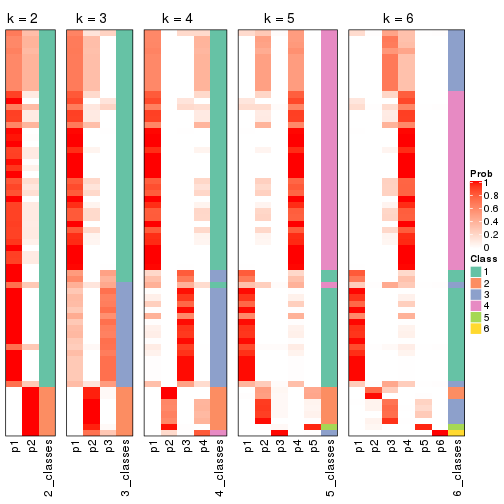 k = 2
k = 3
k = 4
k = 5
k = 6
Prob
1
0.8
0.6
0.4
0.2
0
Class
1
2
3
4
5
6
p1
p2
2_classes
p1
p2
p3
3_classes
p1
p2
p3
p4
4_classes
p1
p2
p3
p4
p5
5_classes
p1
p2
p3
p4
p5
p6
6_classes